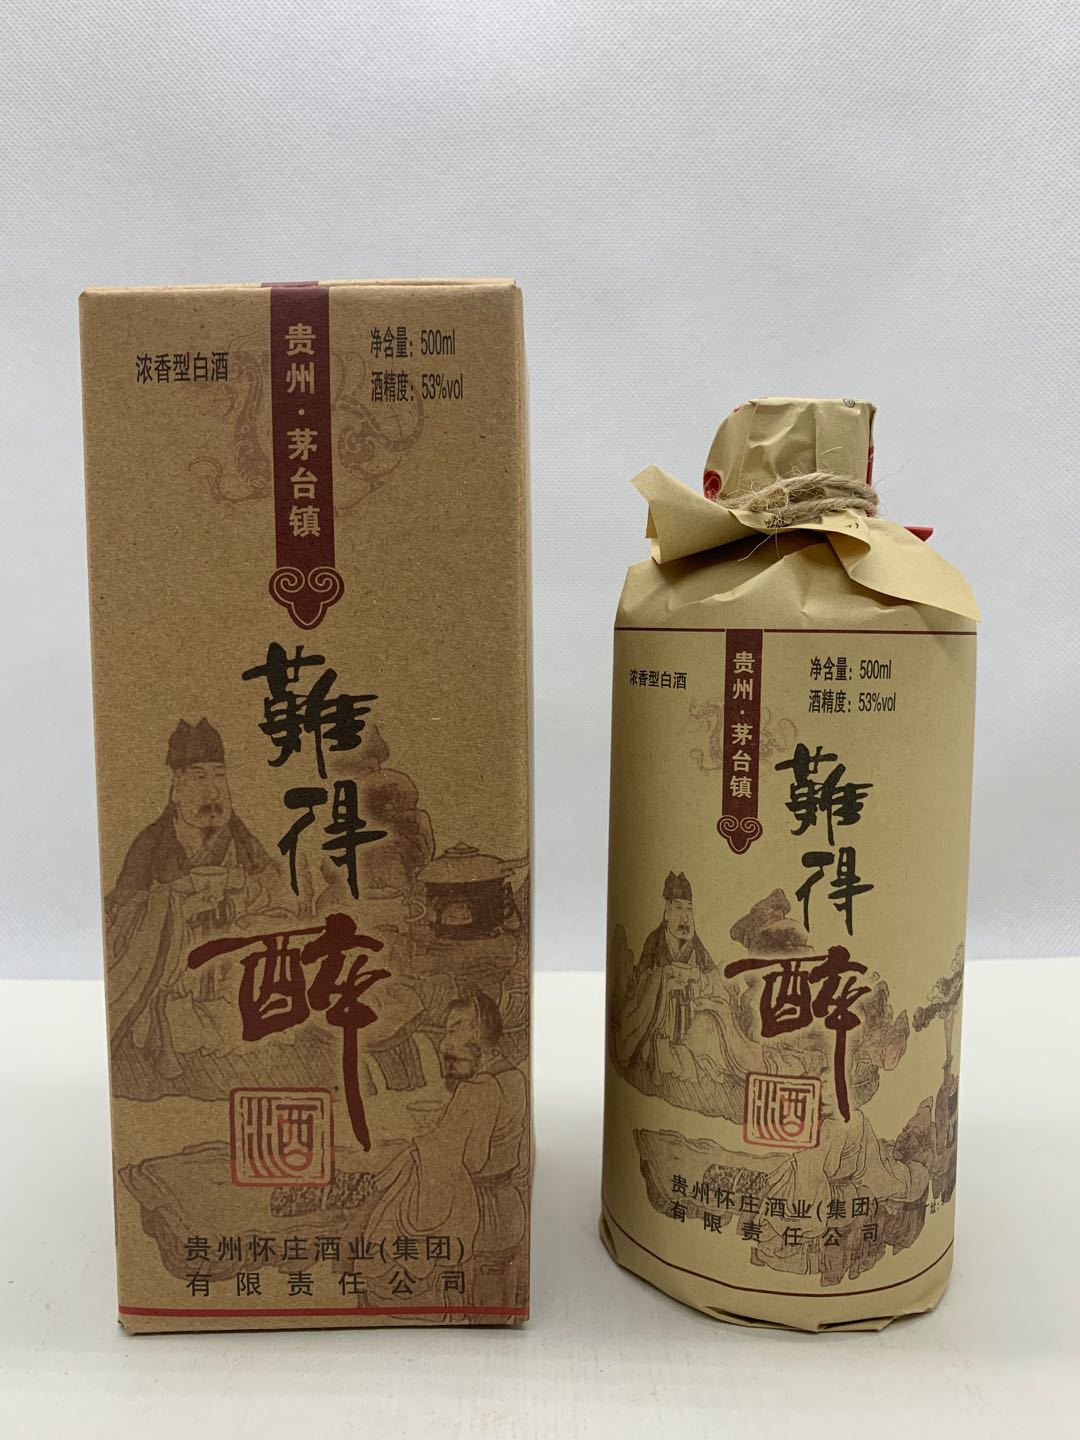 浓香型白酒
贵州·茅台镇
净含量：500ml
酒精度：53%vol
難得
醉
酒
贵州怀庄酒业(集团)
有限责任公司
浓香型白酒
贵州·茅台镇
净含量：500ml
酒精度：53%vol
難得
醉
酒
贵州怀庄酒业(集团)
有限责任公司